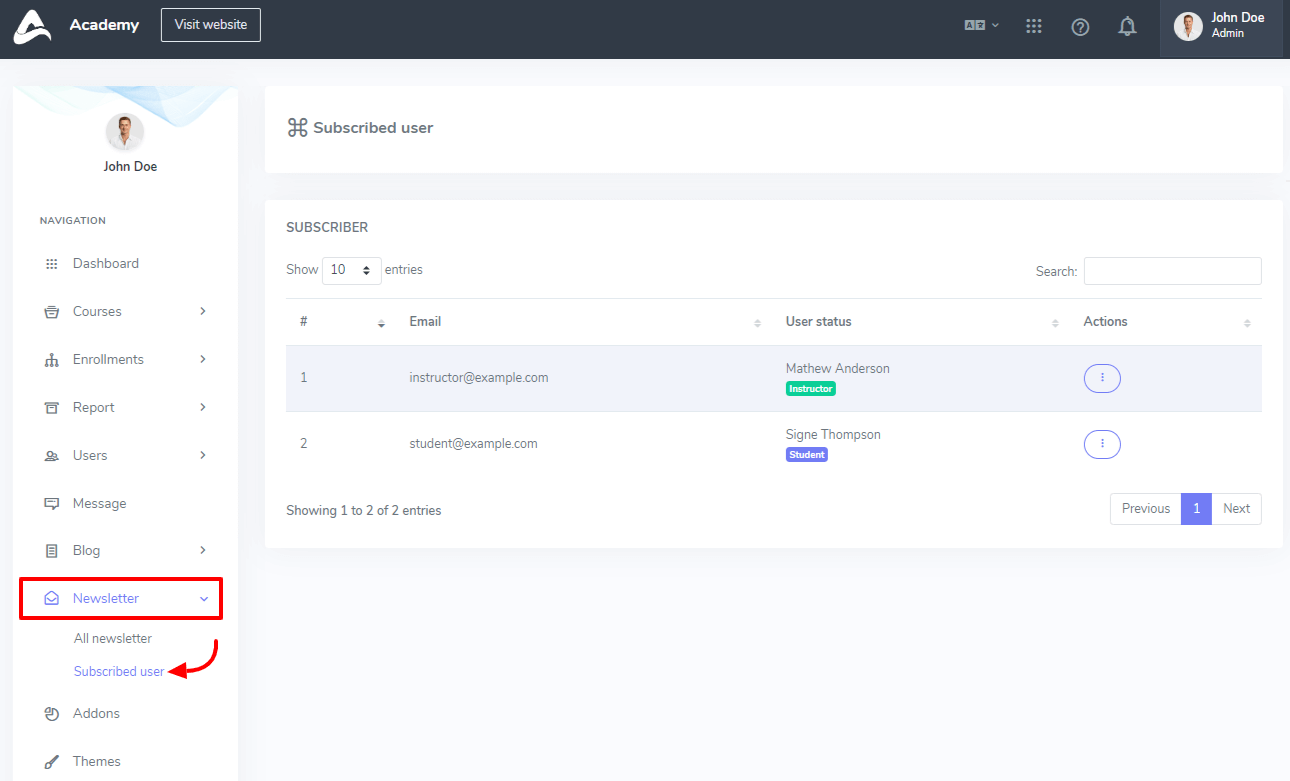 Academy
Visit website
John Doe
Admin
John Doe
NAVIGATION
Dashboard
Courses
Enrollments
Report
Users
Message
Blog
Newsletter
All newsletter
Subscribed user
Addons
Themes
Subscribed user
SUBSCRIBER
Show 10 entries
Search:
# Email User status Actions
1 instructor@example.com Mathew Anderson
Instructor
2 student@example.com Signe Thompson
Student
Showing 1 to 2 of 2 entries
Previous 1 Next